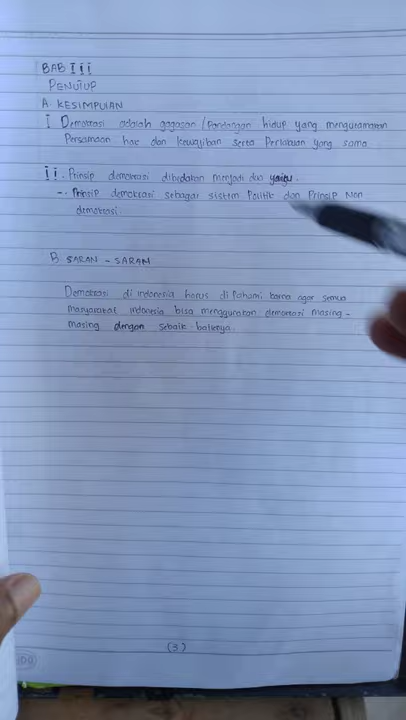 BAB III
PENUTUP
A. KESIMPULAN
I Demokrasi adalah gagasan / Pandangan hidup yang mengutamakan
Persamaan hak dan kewajiban serta Perlakuan yang sama
ii. Prinsip demokrasi dibedakan menjadi dua yaitu.
-. Prinsip demokrasi sebagai sistem Politik dan Prinsip Non
demokrasi.
B. SARAN - SARAN
Demokrasi di indonesia harus di Pahami karna agar semua
masyarakat indonesia bisa menggunakan demokrasi masing -
masing dengan sebaik-baiknya.
(3)